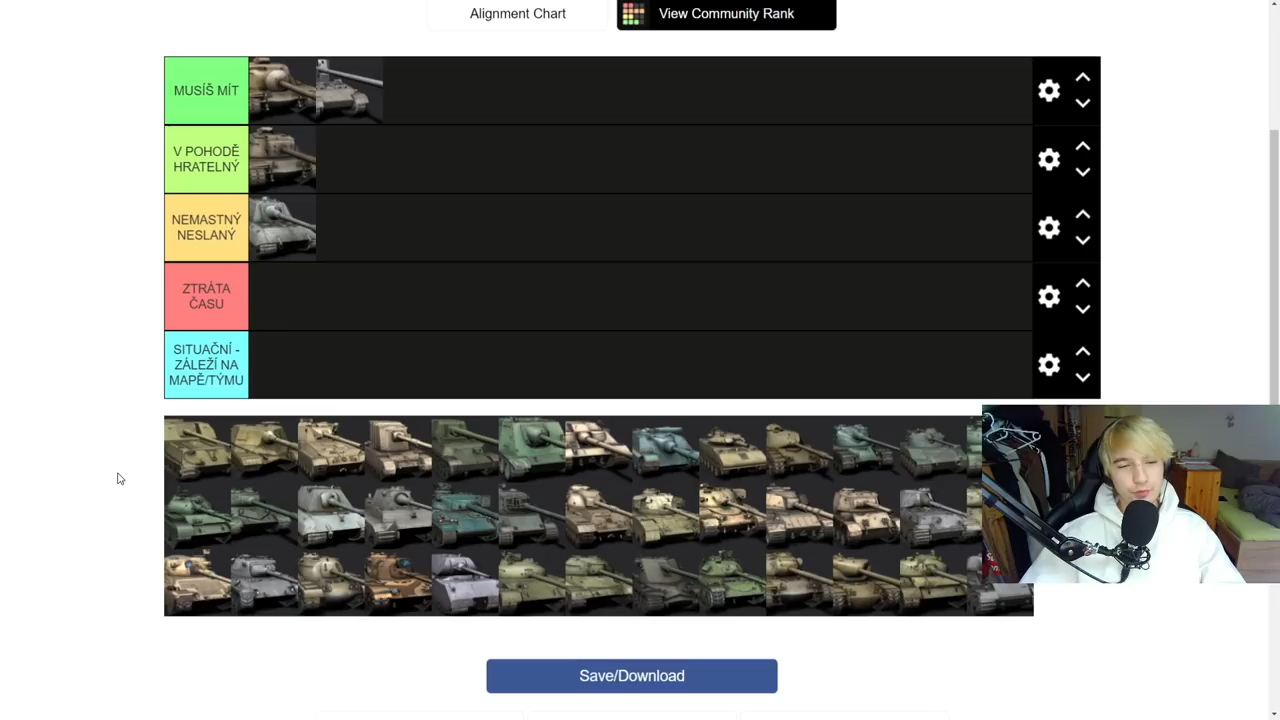 Alignment Chart
View Community Rank
MUSÍŠ MÍT
V POHODĚ
HRATELNÝ
NEMASTNÝ
NESLANÝ
ZTRÁTA
ČASU
SITUAČNÍ -
ZÁLEŽÍ NA
MAPĚ/TÝMU
Save/Download